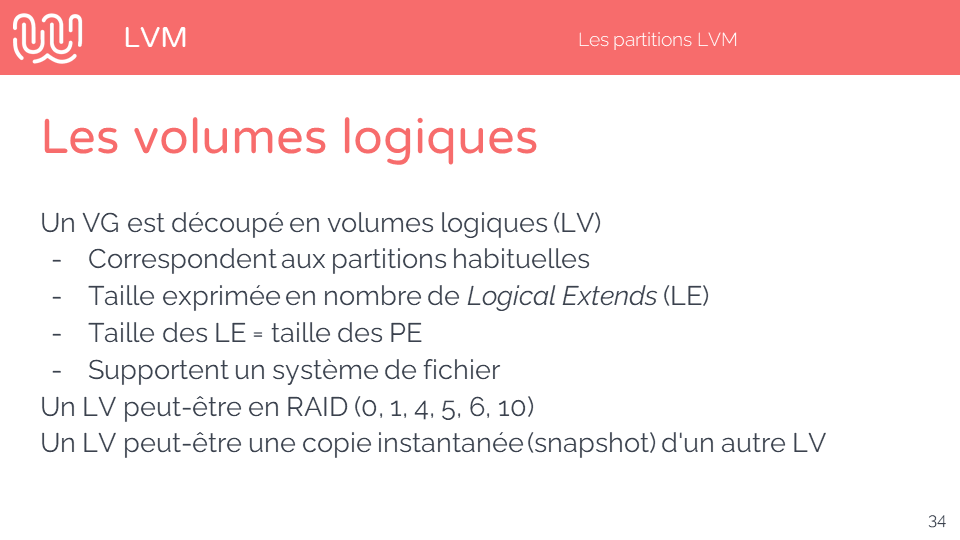 LVM
Les partitions LVM
Les volumes logiques
Un VG est découpé en volumes logiques (LV)
- Correspondent aux partitions habituelles
- Taille exprimée en nombre de Logical Extends (LE)
- Taille des LE = taille des PE
- Supportent un système de fichier
Un LV peut-être en RAID (0, 1, 4, 5, 6, 10)
Un LV peut-être une copie instantanée (snapshot) d'un autre LV
34